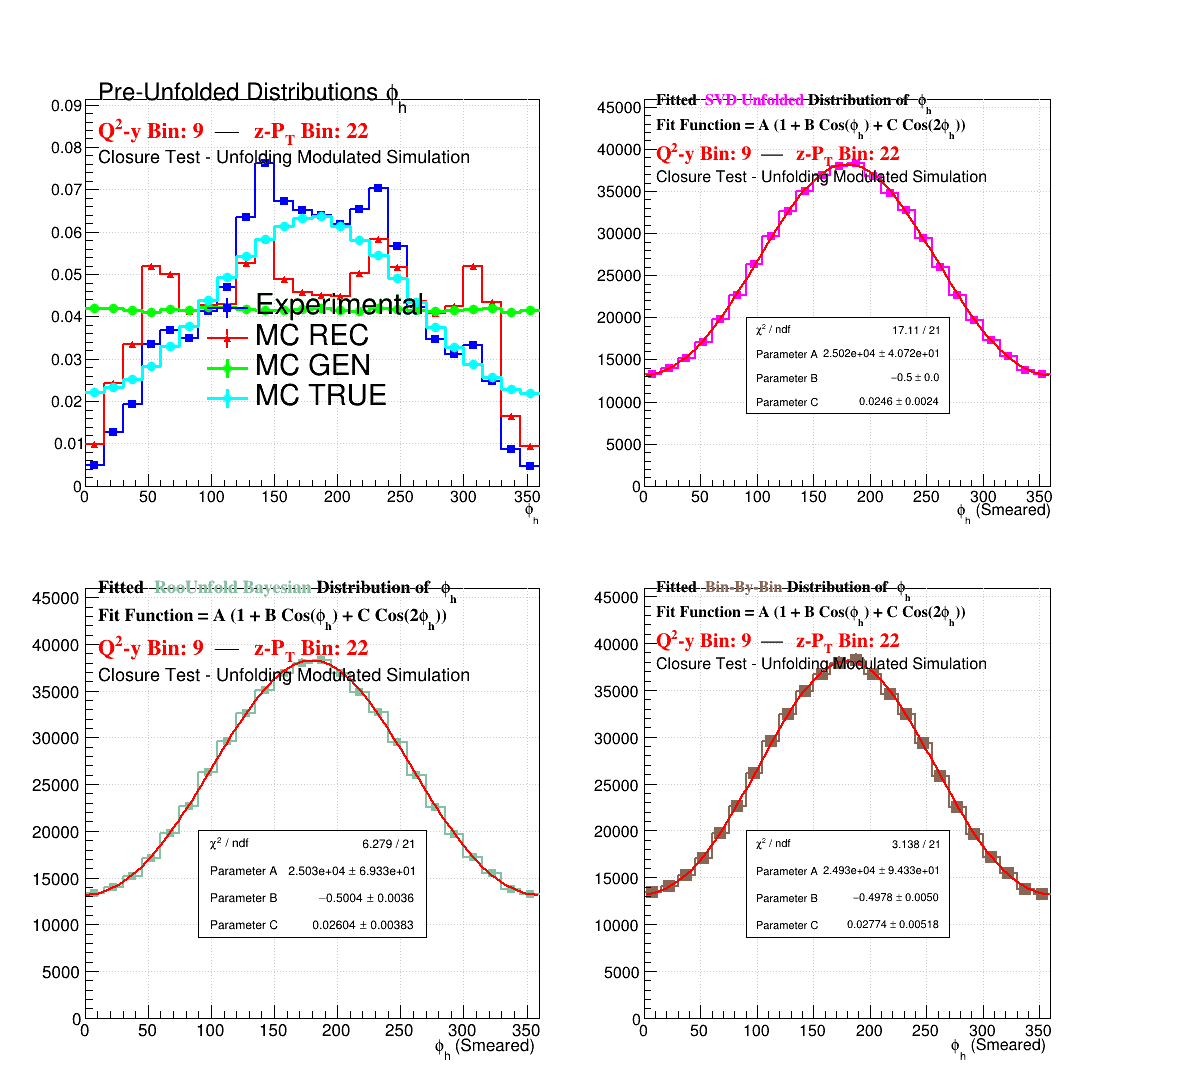 Pre-Unfolded Distributions ϕh
Q²-y Bin: 9 — z-PT Bin: 22
Closure Test - Unfolding Modulated Simulation
0.09
0.08
0.07
0.06
0.05
0.04
0.03
0.02
0.01
0
Experimental
MC REC
MC GEN
MC TRUE
0 50 100 150 200 250 300 350
ϕh
Fitted SVD Unfolded Distribution of ϕh
Fit Function = A (1 + B Cos(ϕh) + C Cos(2ϕh))
Q²-y Bin: 9 — z-PT Bin: 22
Closure Test - Unfolding Modulated Simulation
45000
40000
35000
30000
25000
20000
15000
10000
5000
0
χ² / ndf 17.11 / 21
Parameter A 2.502e+04 ± 4.072e+01
Parameter B −0.5 ± 0.0
Parameter C 0.0246 ± 0.0024
0 50 100 150 200 250 300 350
ϕh (Smeared)
Fitted RooUnfold Bayesian Distribution of ϕh
Fit Function = A (1 + B Cos(ϕh) + C Cos(2ϕh))
Q²-y Bin: 9 — z-PT Bin: 22
Closure Test - Unfolding Modulated Simulation
45000
40000
35000
30000
25000
20000
15000
10000
5000
0
χ² / ndf 6.279 / 21
Parameter A 2.503e+04 ± 6.933e+01
Parameter B −0.5004 ± 0.0036
Parameter C 0.02604 ± 0.00383
0 50 100 150 200 250 300 350
ϕh (Smeared)
Fitted Bin-By-Bin Distribution of ϕh
Fit Function = A (1 + B Cos(ϕh) + C Cos(2ϕh))
Q²-y Bin: 9 — z-PT Bin: 22
Closure Test - Unfolding Modulated Simulation
45000
40000
35000
30000
25000
20000
15000
10000
5000
0
χ² / ndf 3.138 / 21
Parameter A 2.493e+04 ± 9.433e+01
Parameter B −0.4978 ± 0.0050
Parameter C 0.02774 ± 0.00518
0 50 100 150 200 250 300 350
ϕh (Smeared)